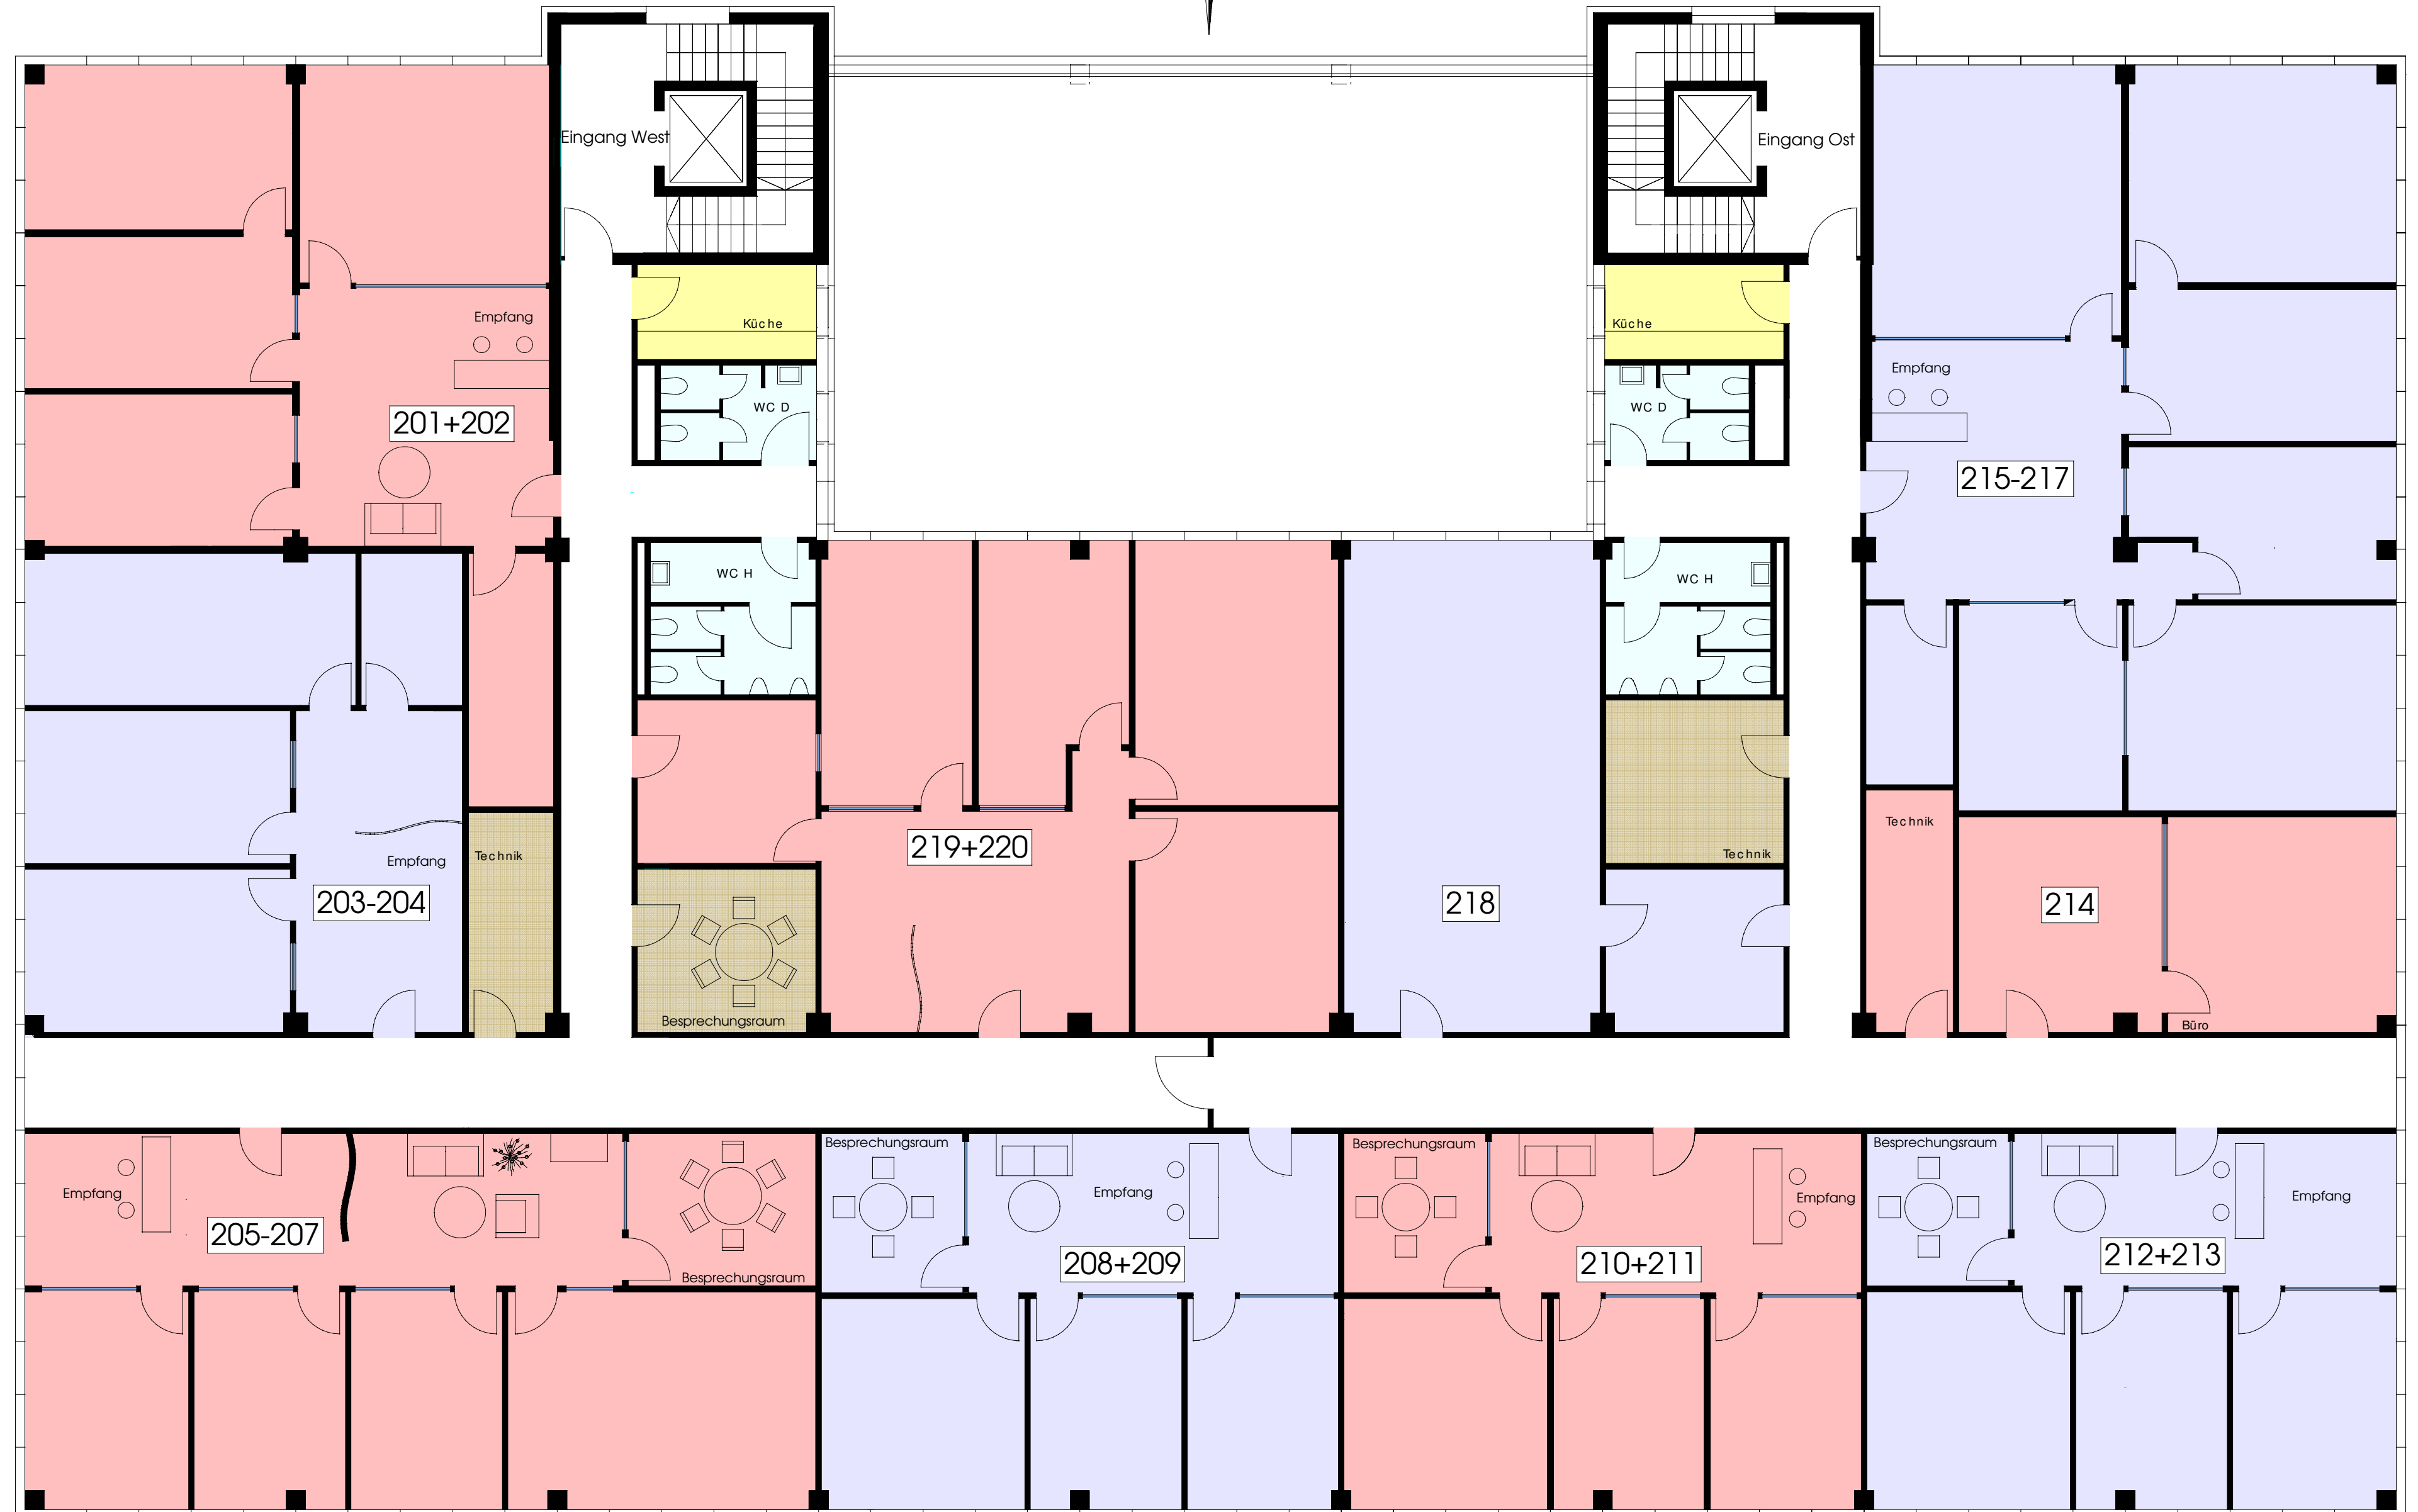 Eingang West
Eingang Ost
Empfang
Küche
Küche
Empfang
WC D
WC D
201+202
215-217
WC H
WC H
Technik
219+220
Technik
Technik
Empfang
203-204
218
214
Besprechungsraum
Büro
Besprechungsraum
Besprechungsraum
Besprechungsraum
Empfang
Empfang
Empfang
Empfang
205-207
208+209
210+211
212+213
Besprechungsraum